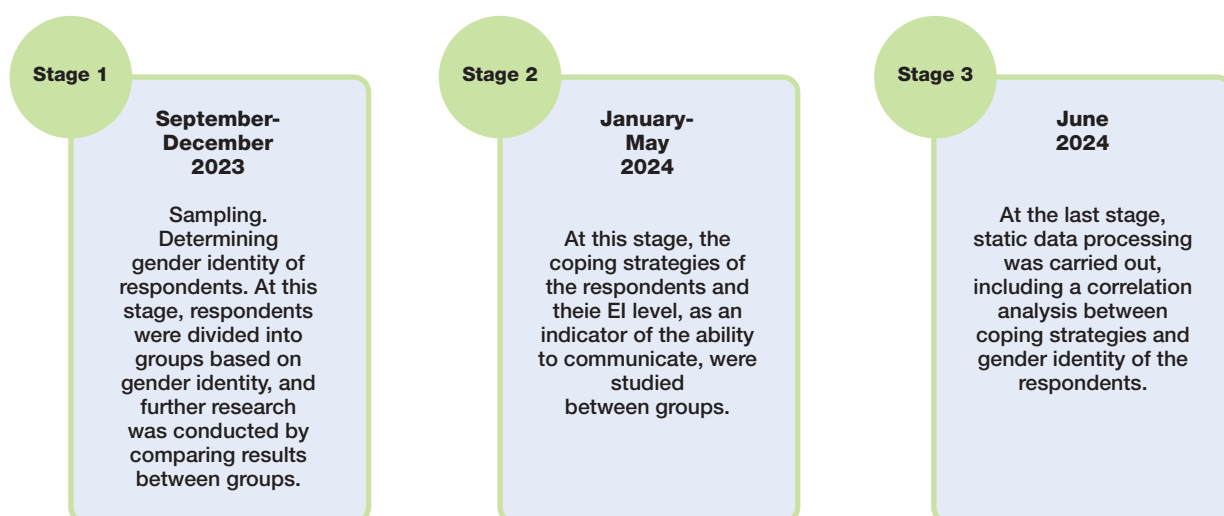 Stage 1
September-
December
2023
Sampling.
Determining
gender identity of
respondents. At this
stage, respondents
were divided into
groups based on
gender identity, and
further research
was conducted by
comparing results
between groups.
Stage 2
January-
May
2024
At this stage, the
coping strategies of
the respondents and
theie EI level, as an
indicator of the ability
to communicate, were
studied
between groups.
Stage 3
June
2024
At the last stage,
static data processing
was carried out,
including a correlation
analysis between
coping strategies and
gender identity of the
respondents.